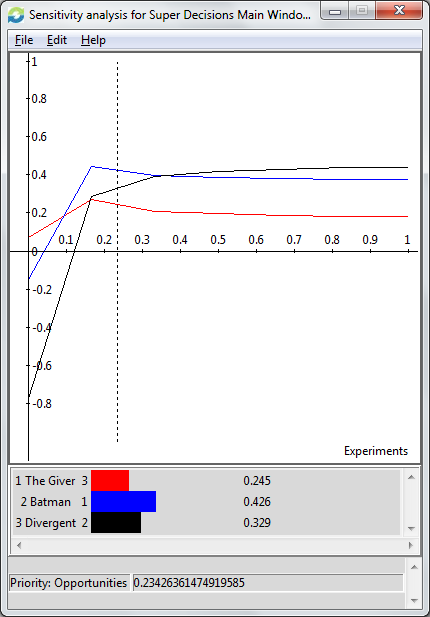 Sensitivity analysis for Super Decisions Main Windo...
File Edit Help
1
0.8
0.6
0.4
0.2
0.1 0.2 0.3 0.4 0.5 0.6 0.7 0.8 0.9 1
0
-0.2
-0.4
-0.6
-0.8
Experiments
1 The Giver 3 0.245
2 Batman 1 0.426
3 Divergent 2 0.329
Priority: Opportunities 0.23426361474919585